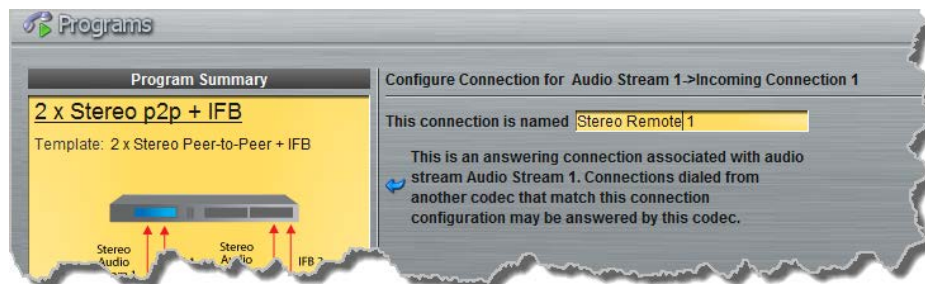 Programs
Program Summary
2 x Stereo p2p + IFB
Template: 2 x Stereo Peer-to-Peer + IFB
Stereo
Audio
Stereo
Audio
IFB
Configure Connection for Audio Stream 1->Incoming Connection 1
This connection is named Stereo Remote 1
This is an answering connection associated with audio
stream Audio Stream 1. Connections dialed from
another codec that match this connection
configuration may be answered by this codec.